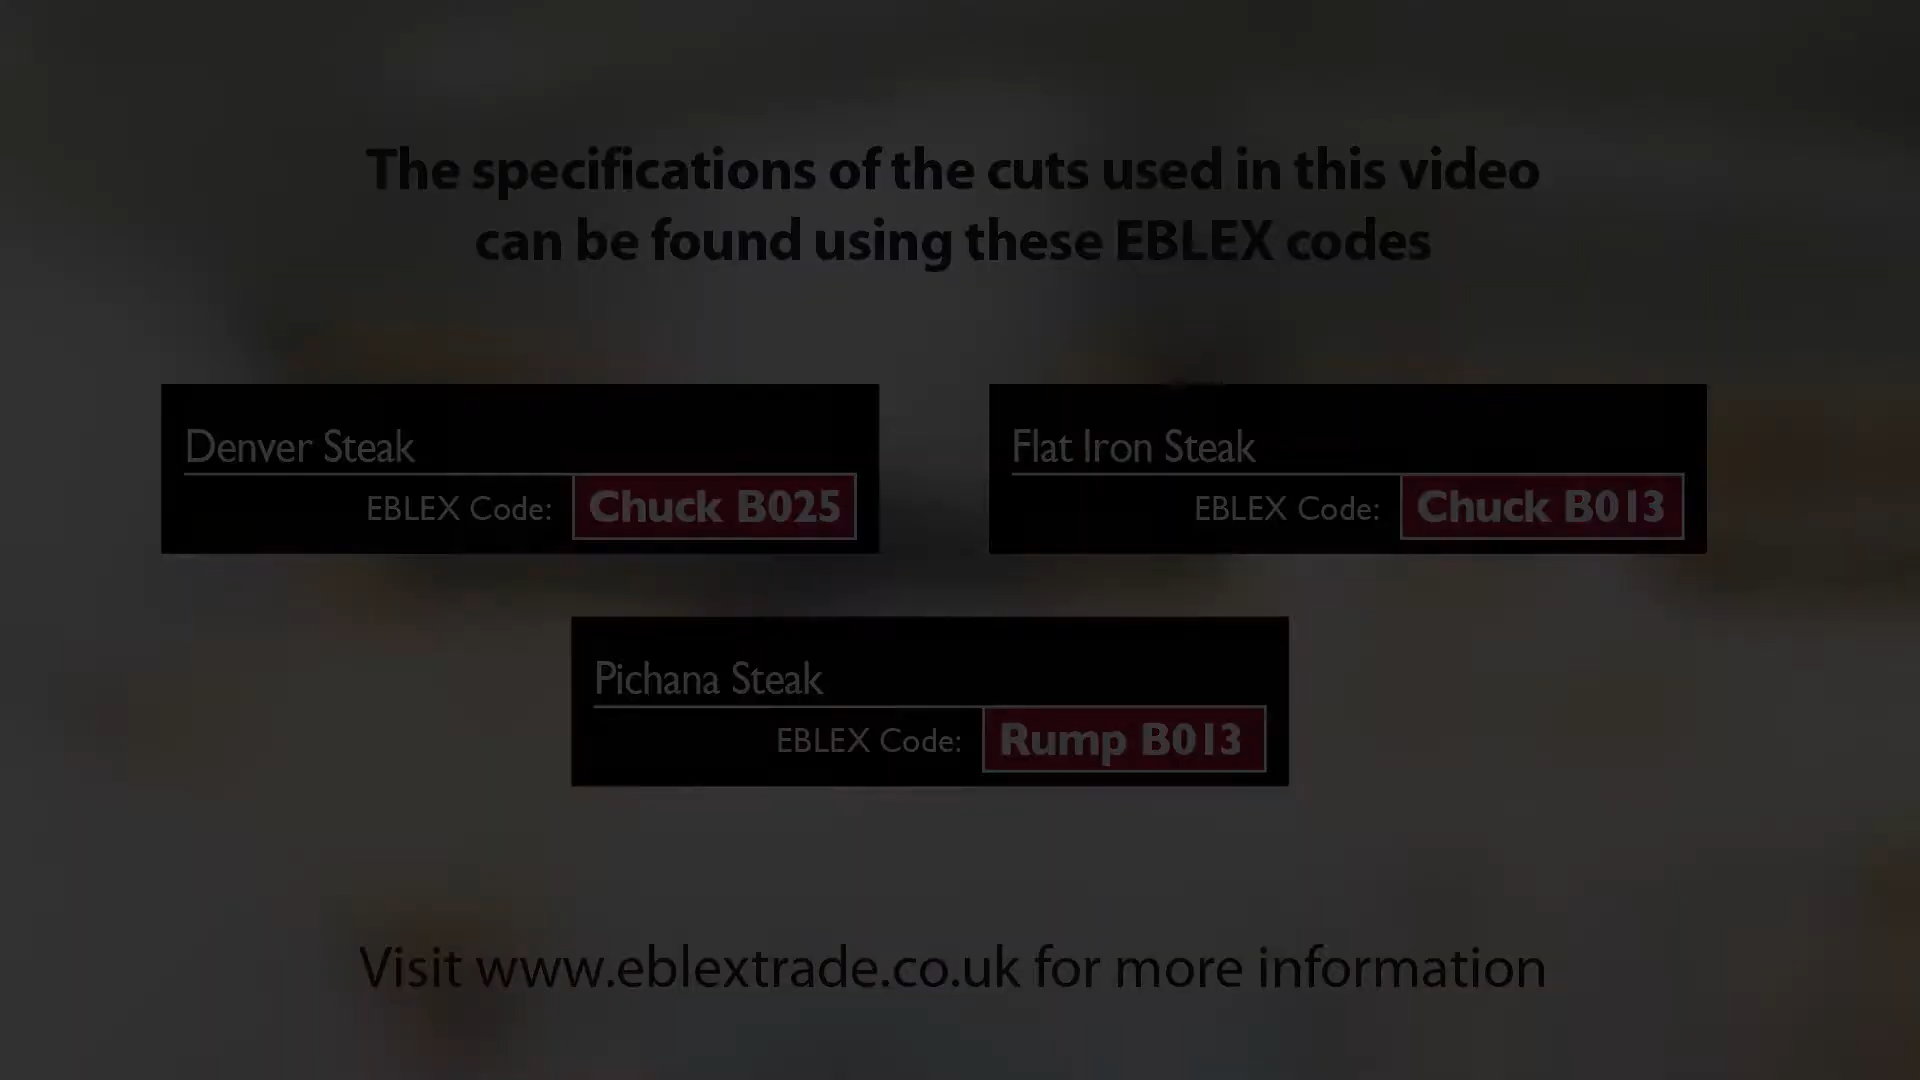 The specifications of the cuts used in this video
can be found using these EBLEX codes
Denver Steak
EBLEX Code: Chuck B025
Flat Iron Steak
EBLEX Code: Chuck B013
Pichana Steak
EBLEX Code: Rump B013
Visit www.eblextrade.co.uk for more information